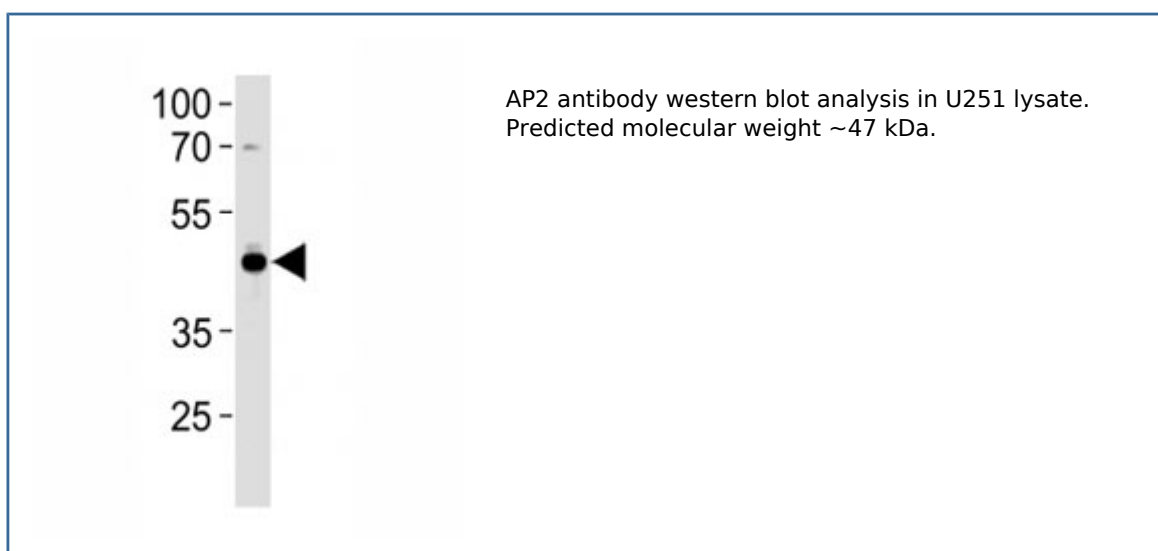 100 -
70 -
55 -
35 -
25 -
AP2 antibody western blot analysis in U251 lysate.
Predicted molecular weight ~47 kDa.